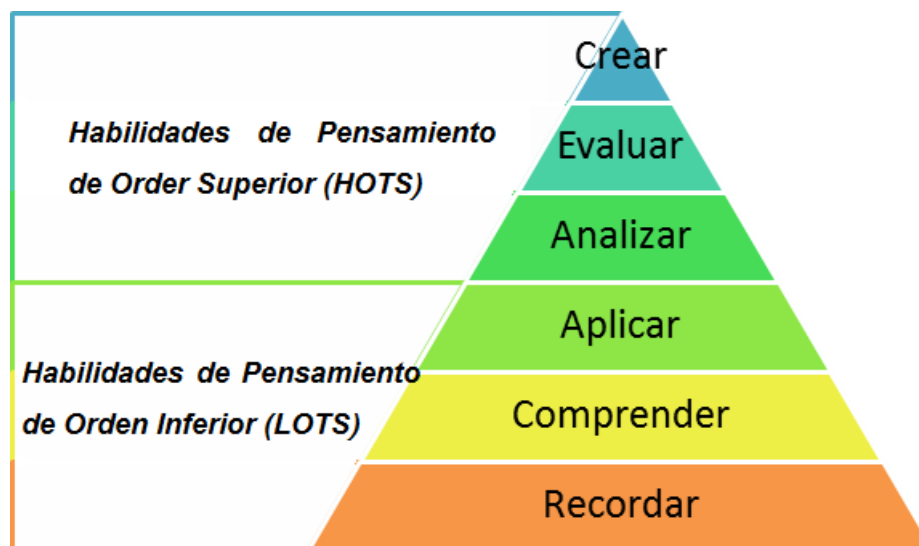 Crear
Habilidades de Pensamiento
de Order Superior (HOTS)
Evaluar
Analizar
Aplicar
Habilidades de Pensamiento
de Orden Inferior (LOTS)
Comprender
Recordar